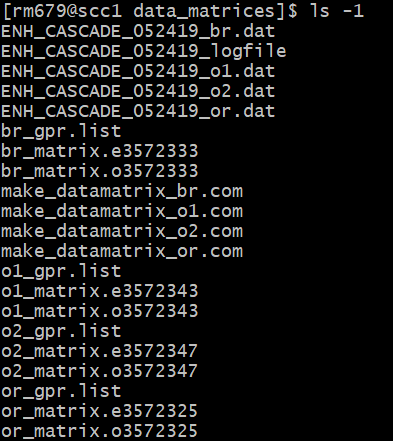 [rm679@scc1 data_matrices]$ ls -1
ENH_CASCADE_052419_br.dat
ENH_CASCADE_052419_logfile
ENH_CASCADE_052419_o1.dat
ENH_CASCADE_052419_o2.dat
ENH_CASCADE_052419_or.dat
br_gpr.list
br_matrix.e3572333
br_matrix.o3572333
make_datamatrix_br.com
make_datamatrix_o1.com
make_datamatrix_o2.com
make_datamatrix_or.com
o1_gpr.list
o1_matrix.e3572343
o1_matrix.o3572343
o2_gpr.list
o2_matrix.e3572347
o2_matrix.o3572347
or_gpr.list
or_matrix.e3572325
or_matrix.o3572325